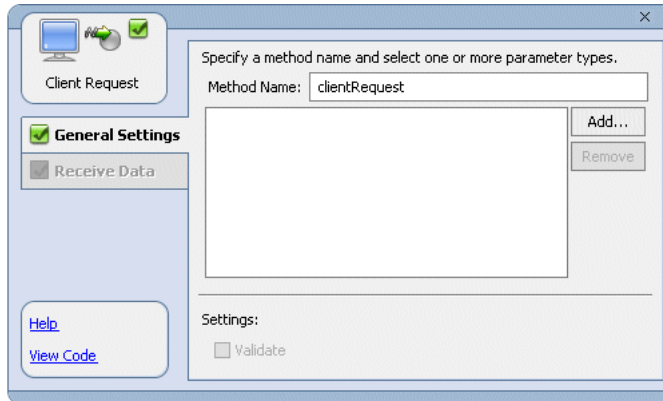 Client Request
General Settings
Receive Data
Help
View Code
Specify a method name and select one or more parameter types.
Method Name: clientRequest
Add...
Remove
Settings:
Validate